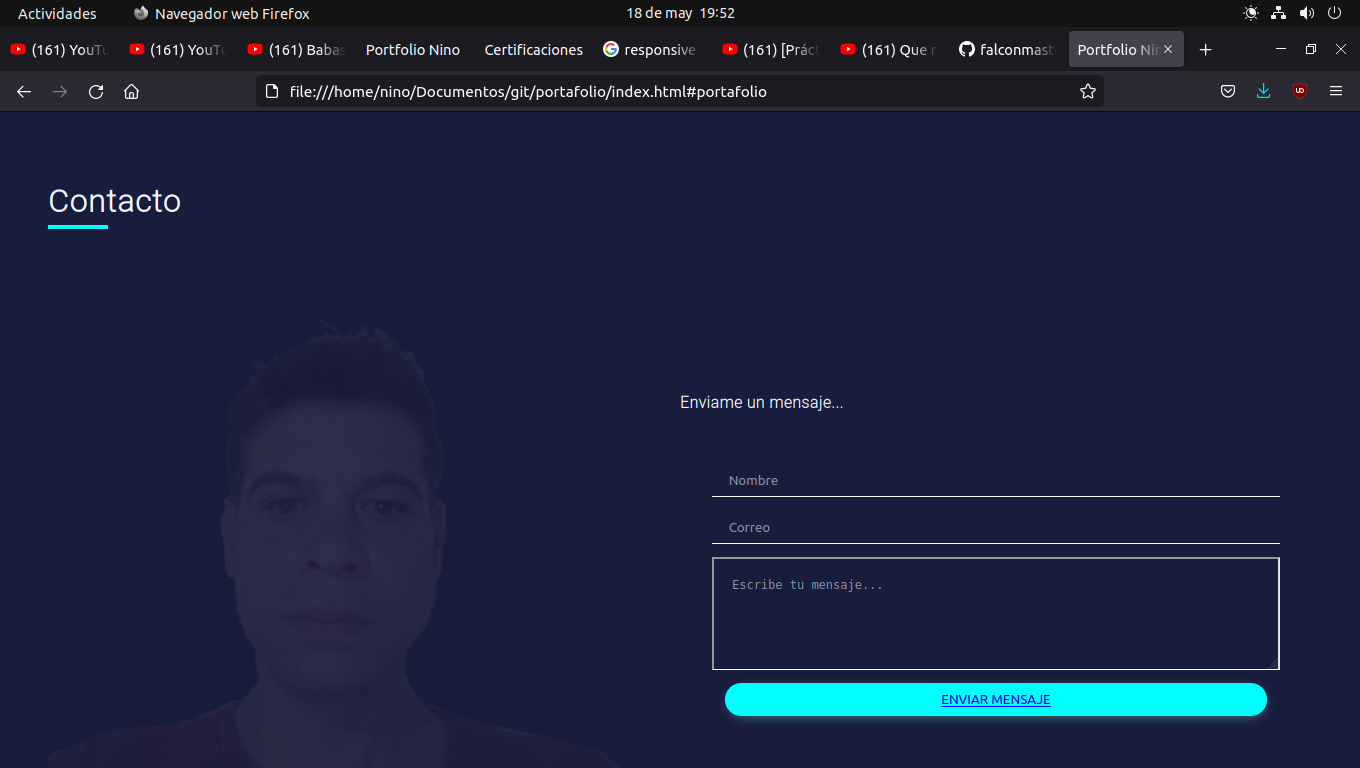 Actividades
Navegador web Firefox
18 de may 19:52
(161) YouTu
(161) YouTu
(161) Babas
Portfolio Nino
Certificaciones
responsive
(161) [Práct
(161) Que r
falconmaste
Portfolio Nin
file:///home/nino/Documentos/git/portafolio/index.html#portafolio
Contacto
Enviame un mensaje...
Nombre
Correo
Escribe tu mensaje...
ENVIAR MENSAJE